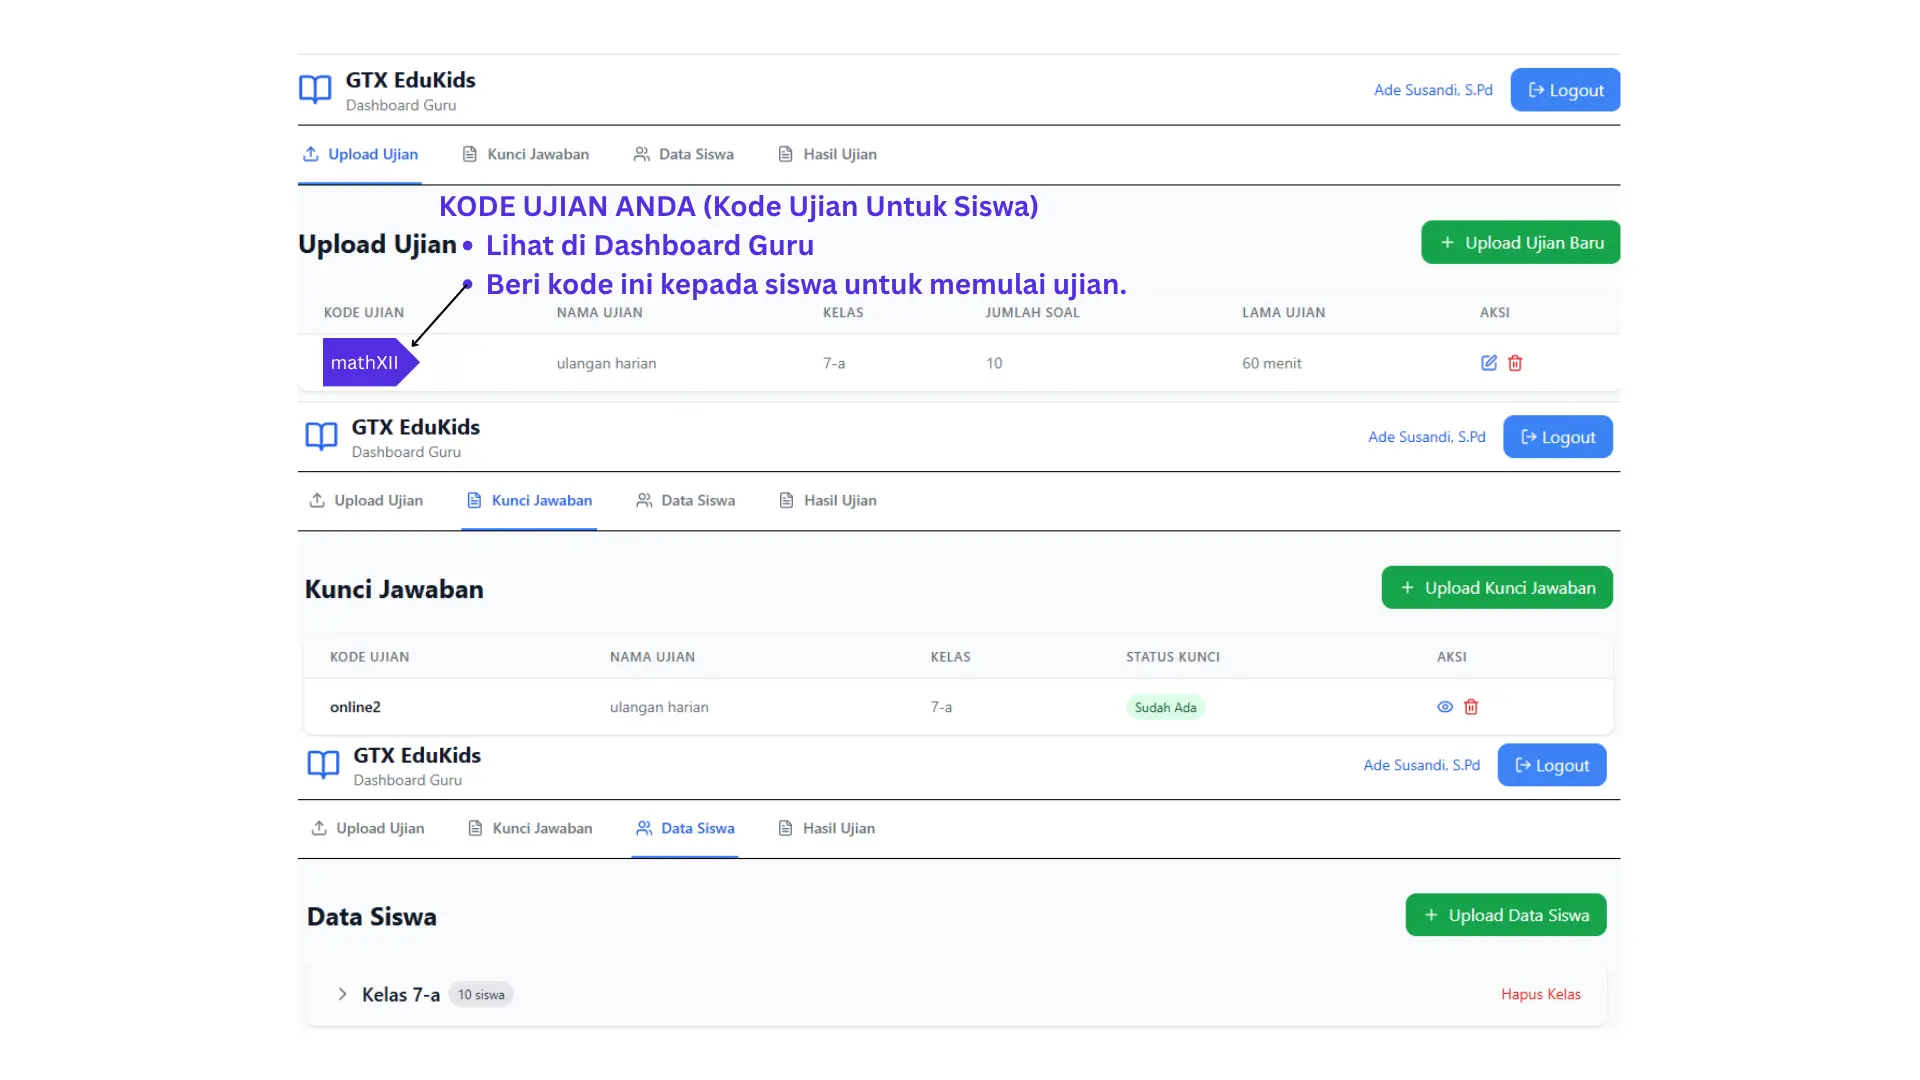 GTX EduKids
Dashboard Guru
Ade Susandi, S.Pd
Logout
Upload Ujian
Kunci Jawaban
Data Siswa
Hasil Ujian
KODE UJIAN ANDA (Kode Ujian Untuk Siswa)
Upload Ujian
• Lihat di Dashboard Guru
• Beri kode ini kepada siswa untuk memulai ujian.
+ Upload Ujian Baru
KODE UJIAN NAMA UJIAN KELAS JUMLAH SOAL LAMA UJIAN AKSI
mathXII ulangan harian 7-a 10 60 menit
GTX EduKids
Dashboard Guru
Ade Susandi, S.Pd
Logout
Upload Ujian
Kunci Jawaban
Data Siswa
Hasil Ujian
Kunci Jawaban
+ Upload Kunci Jawaban
KODE UJIAN NAMA UJIAN KELAS STATUS KUNCI AKSI
online2 ulangan harian 7-a Sudah Ada
GTX EduKids
Dashboard Guru
Ade Susandi, S.Pd
Logout
Upload Ujian
Kunci Jawaban
Data Siswa
Hasil Ujian
Data Siswa
+ Upload Data Siswa
Kelas 7-a 10 siswa
Hapus Kelas